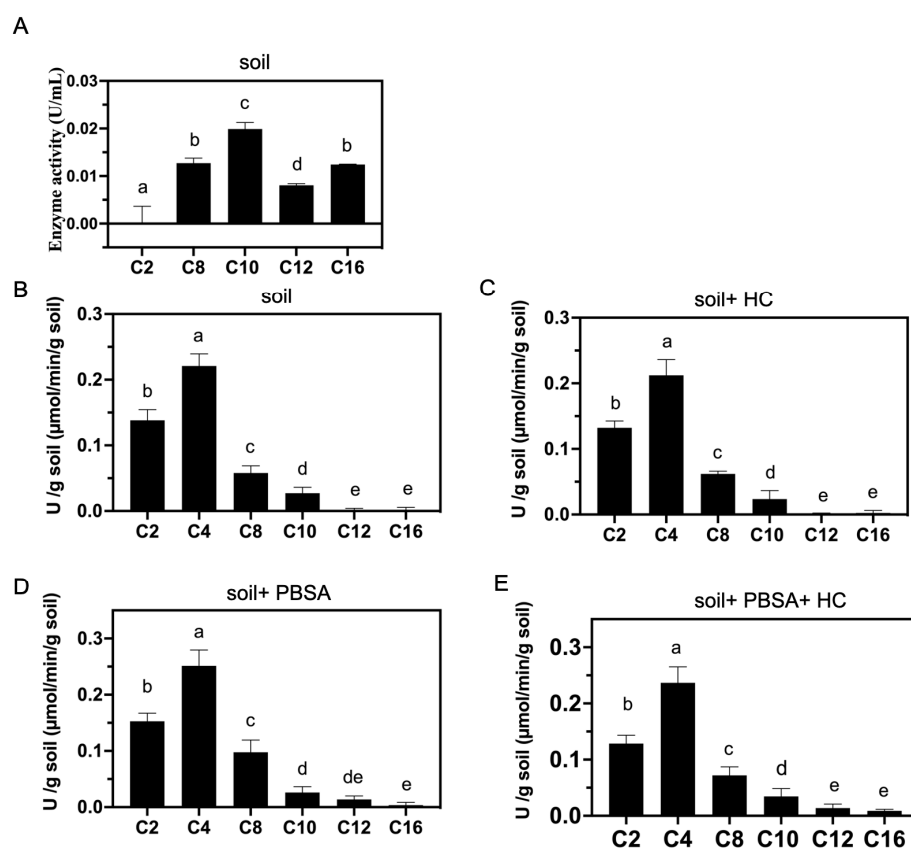 A
soil
Enzyme activity (U/mL)
0.03
0.02
0.01
0.00
a
b
c
d
b
C2 C8 C10 C12 C16
B
soil
U /g soil (µmol/min/g soil)
0.3
0.2
0.1
0.0
b
a
c
d
e
e
C2 C4 C8 C10 C12 C16
C
soil+ HC
U /g soil (µmol/min/g soil)
0.3
0.2
0.1
0.0
b
a
c
d
e
e
C2 C4 C8 C10 C12 C16
D
soil+ PBSA
U /g soil (µmol/min/g soil)
0.3
0.2
0.1
0.0
b
a
c
d
de
e
C2 C4 C8 C10 C12 C16
E
soil+ PBSA+ HC
U /g soil (µmol/min/g soil)
0.3
0.2
0.1
0.0
b
a
c
d
e
e
C2 C4 C8 C10 C12 C16